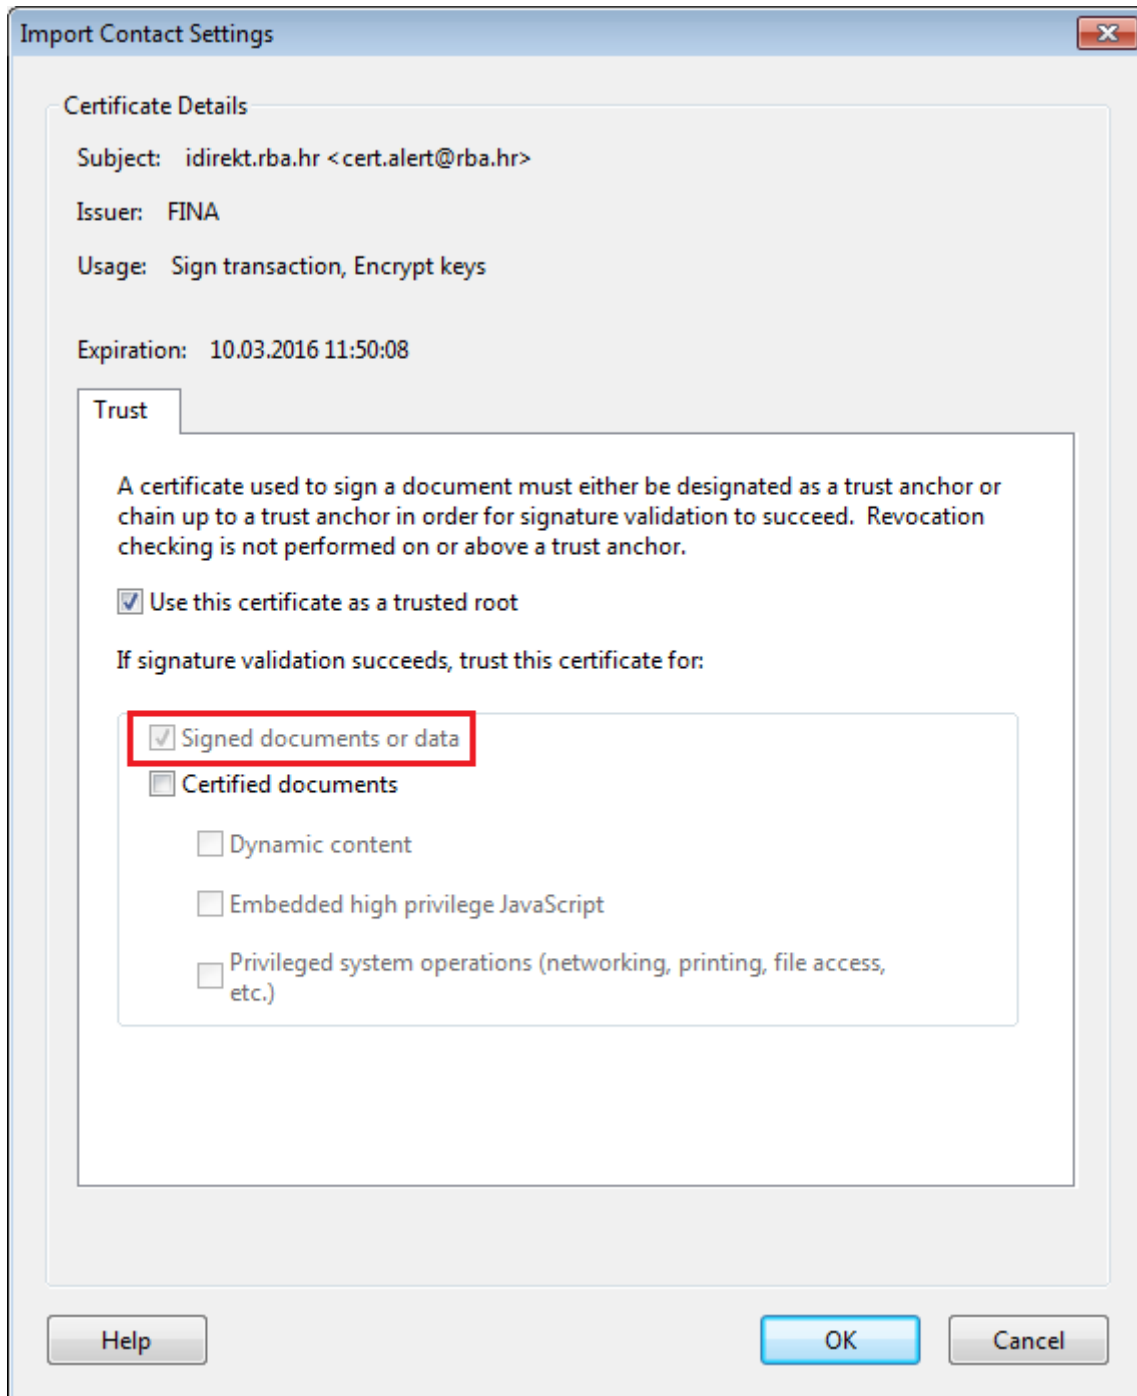 Import Contact Settings
Certificate Details
Subject: idirekt.rba.hr <cert.alert@rba.hr>
Issuer: FINA
Usage: Sign transaction, Encrypt keys
Expiration: 10.03.2016 11:50:08
Trust
A certificate used to sign a document must either be designated as a trust anchor or
chain up to a trust anchor in order for signature validation to succeed. Revocation
checking is not performed on or above a trust anchor.
Use this certificate as a trusted root
If signature validation succeeds, trust this certificate for:
Signed documents or data
Certified documents
Dynamic content
Embedded high privilege JavaScript
Privileged system operations (networking, printing, file access,
etc.)
Help
OK
Cancel